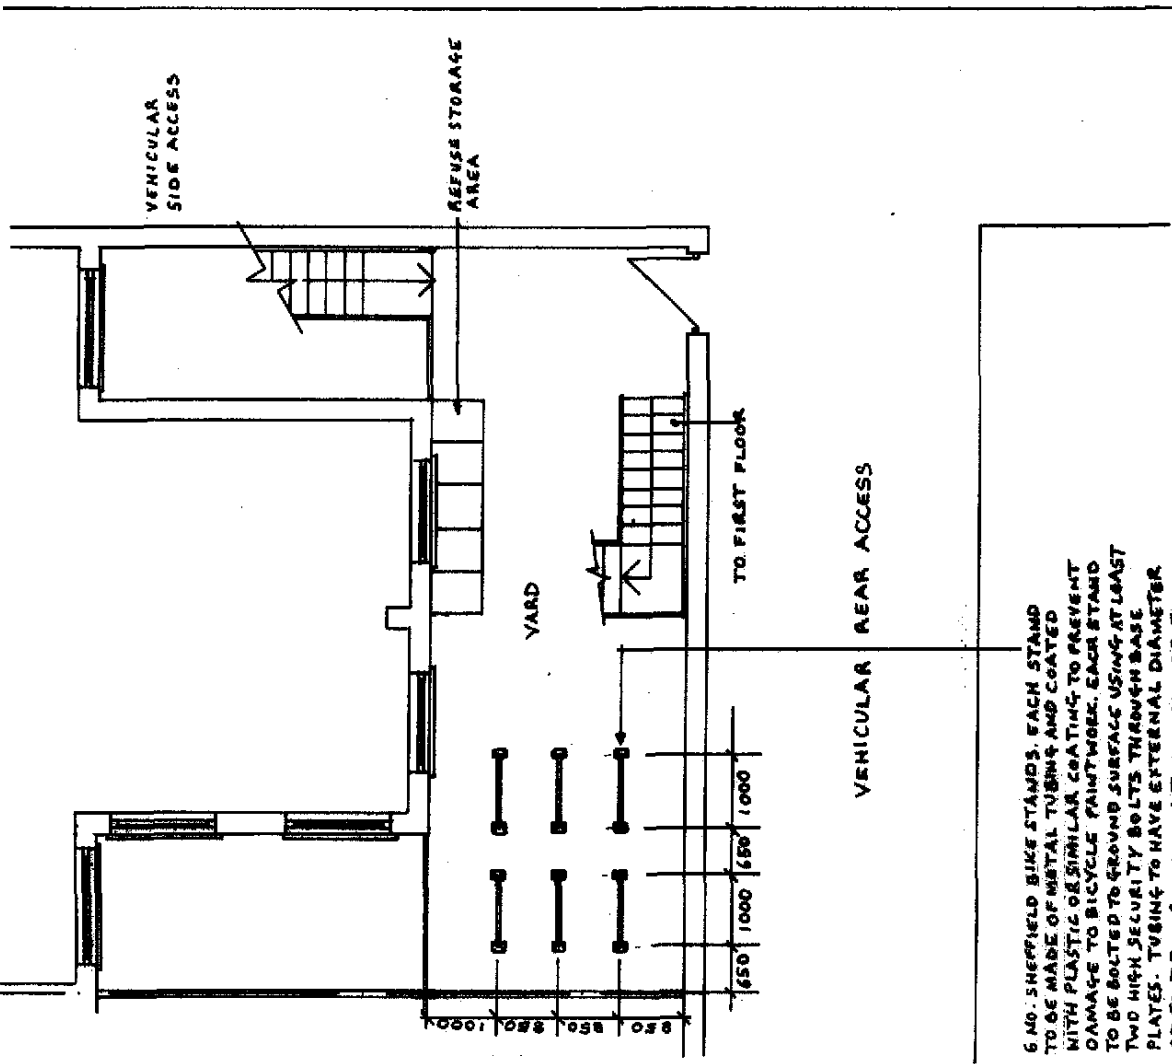 VEHICULAR
SIDE ACCESS
REFUSE STORAGE
AREA
YARD
TO FIRST FLOOR
VEHICULAR REAR ACCESS
1000
850
850
850
650
1000
650
1000
6 NO. SHEFFIELD BIKE STANDS. EACH STAND
TO BE MADE OF METAL TUBING AND COATED
WITH PLASTIC OR SIMILAR COATING TO PREVENT
DAMAGE TO BICYCLE PAINTWORK. EACH STAND
TO BE BOLTED TO GROUND SURFACE USING AT LEAST
TWO HIGH SECURITY BOLTS THROUGH BASE
PLATES. TUBING TO HAVE EXTERNAL DIAMETER